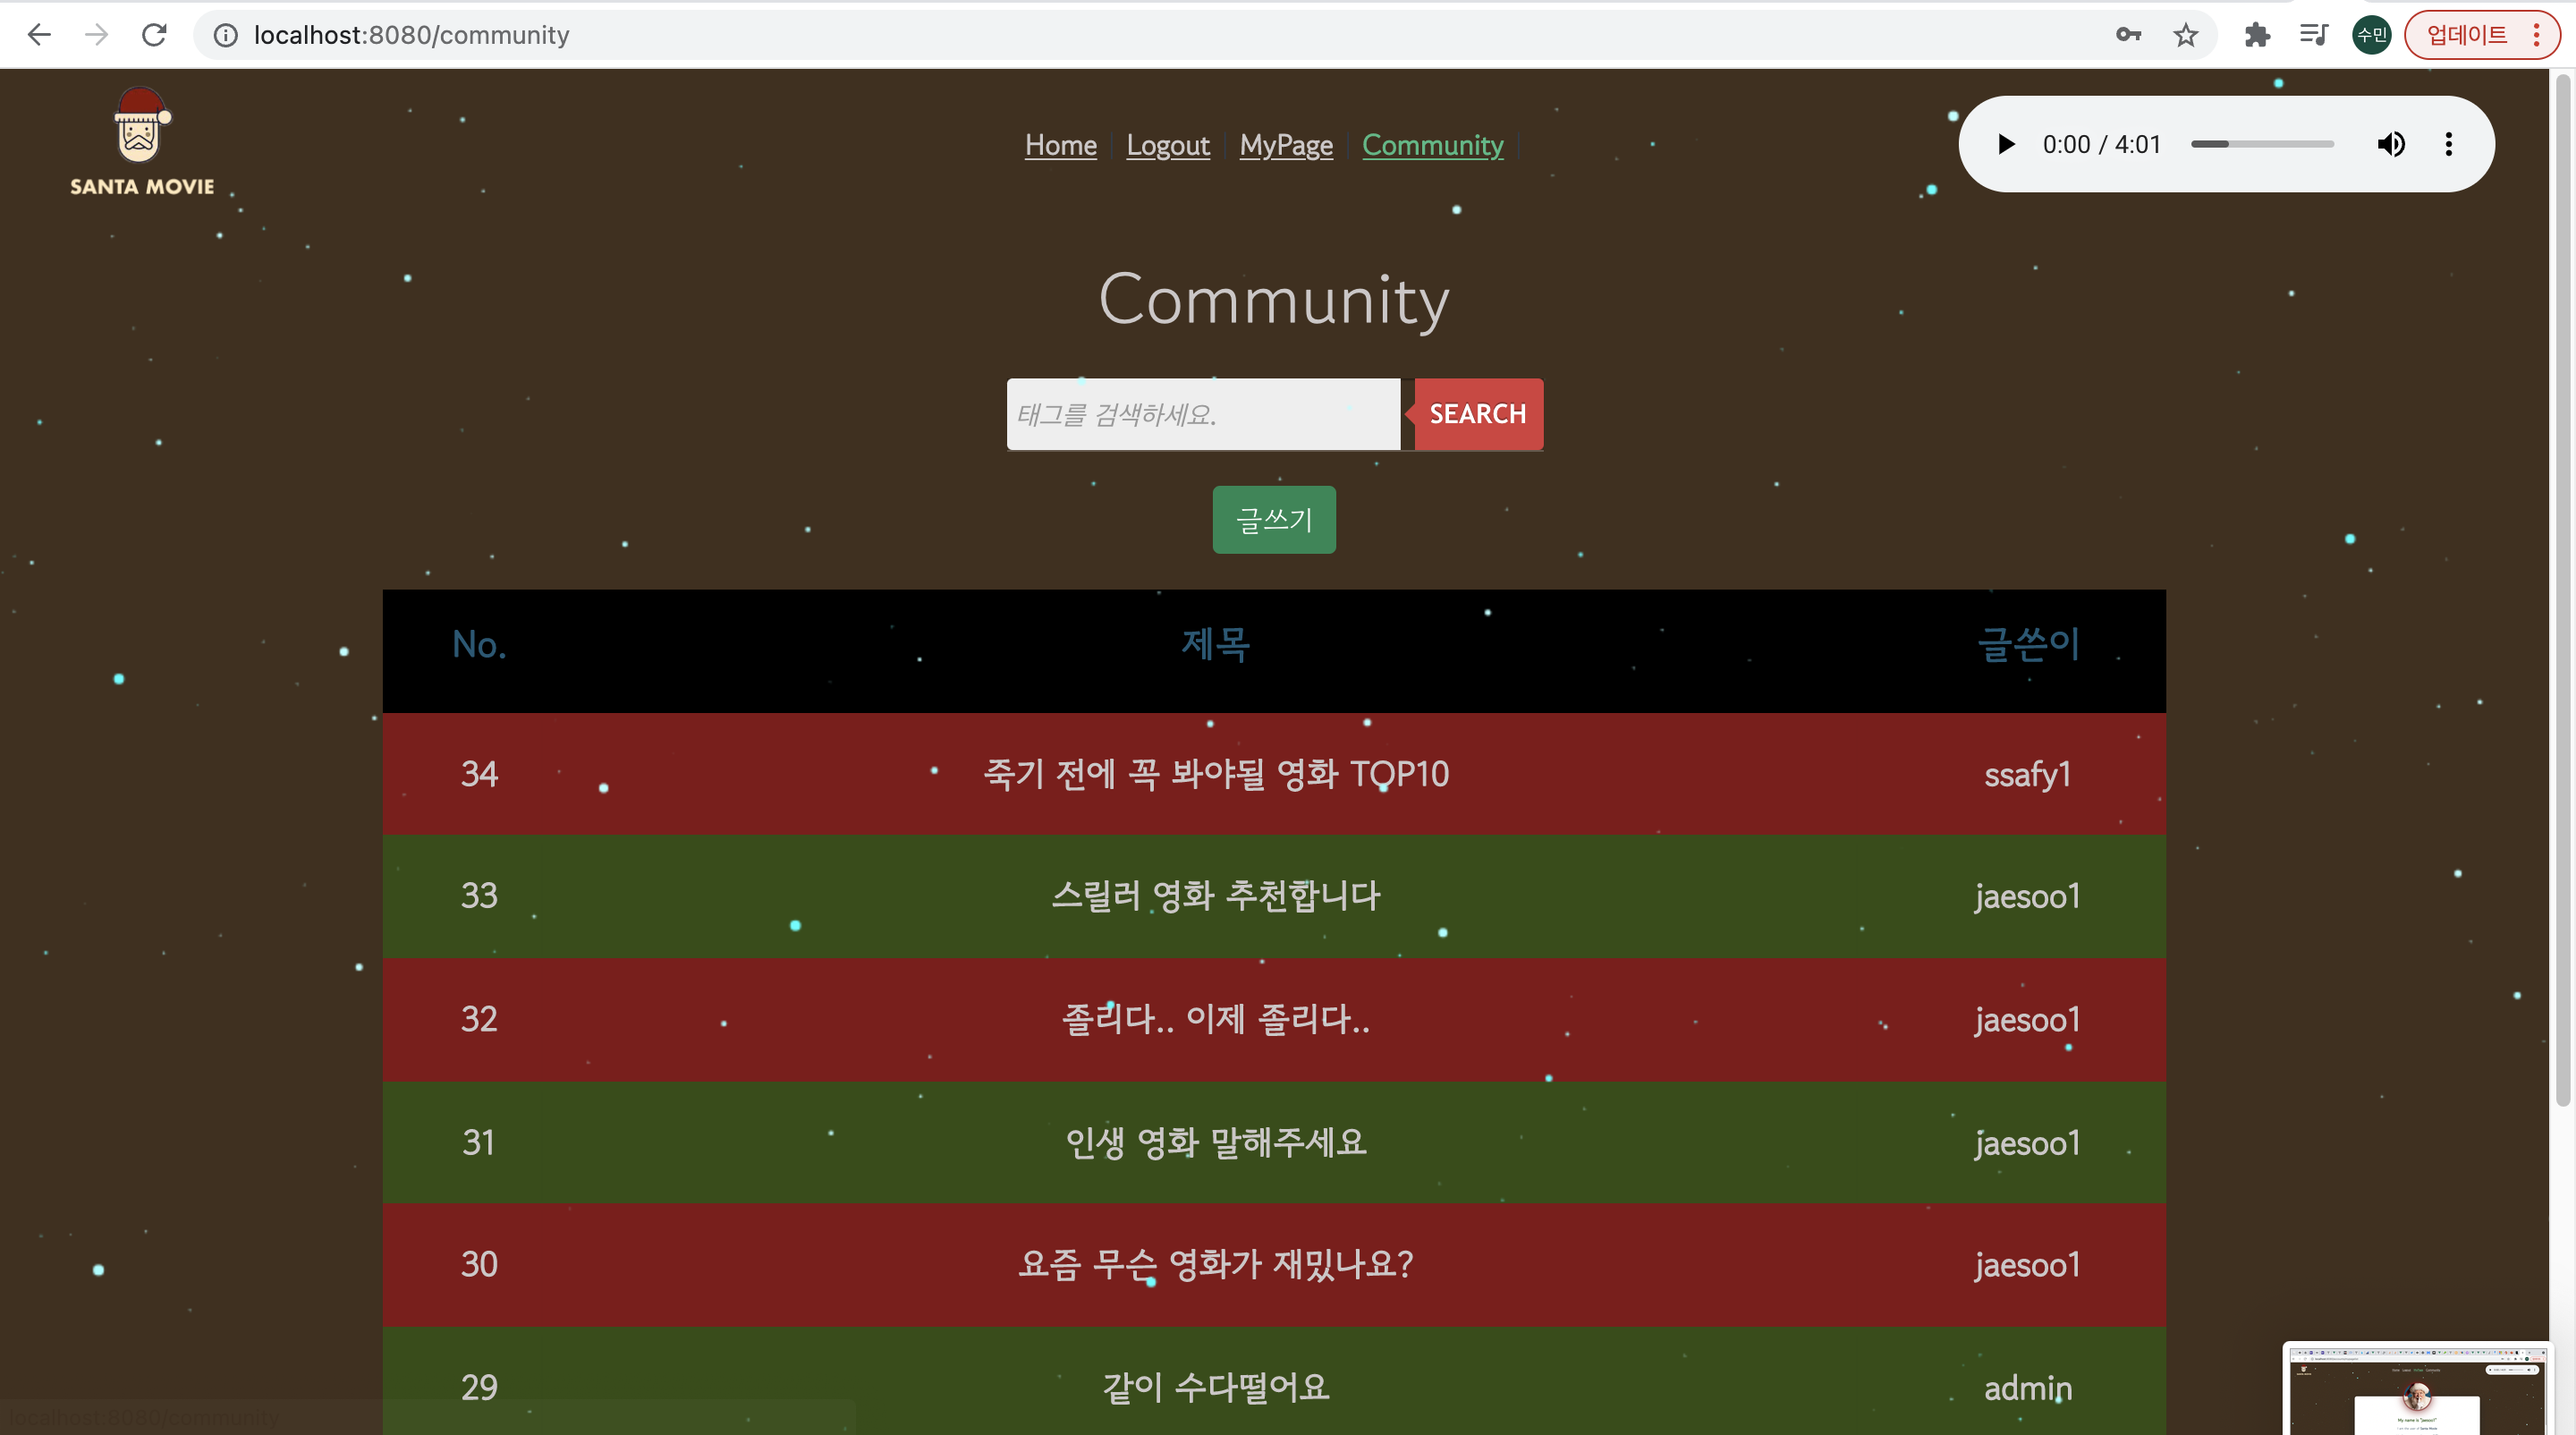 localhost:8080/community
수민
업데이트
SANTA MOVIE
Home Logout MyPage Community
0:00 / 4:01
Community
태그를 검색하세요.
SEARCH
글쓰기
No. 제목 글쓴이
34 죽기 전에 꼭 봐야될 영화 TOP10 ssafy1
33 스릴러 영화 추천합니다 jaesoo1
32 졸리다.. 이제 졸리다.. jaesoo1
31 인생 영화 말해주세요 jaesoo1
30 요즘 무슨 영화가 재밌나요? jaesoo1
29 같이 수다떨어요 admin
localhost:8080/community
My name is "jaesoo1"